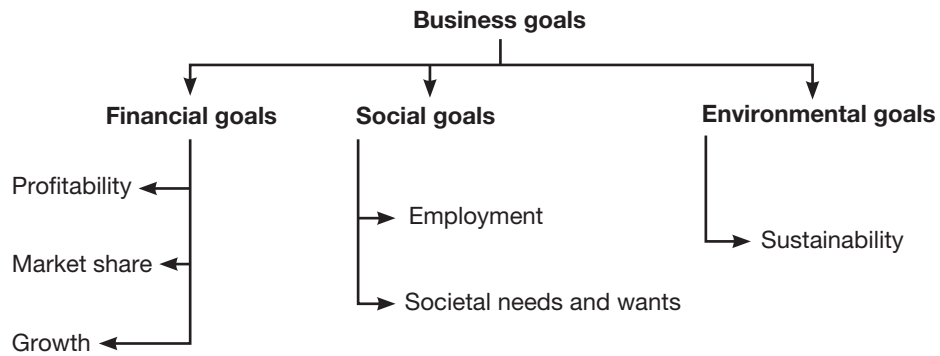 Business goals
Financial goals
Profitability
Market share
Growth
Social goals
Employment
Societal needs and wants
Environmental goals
Sustainability